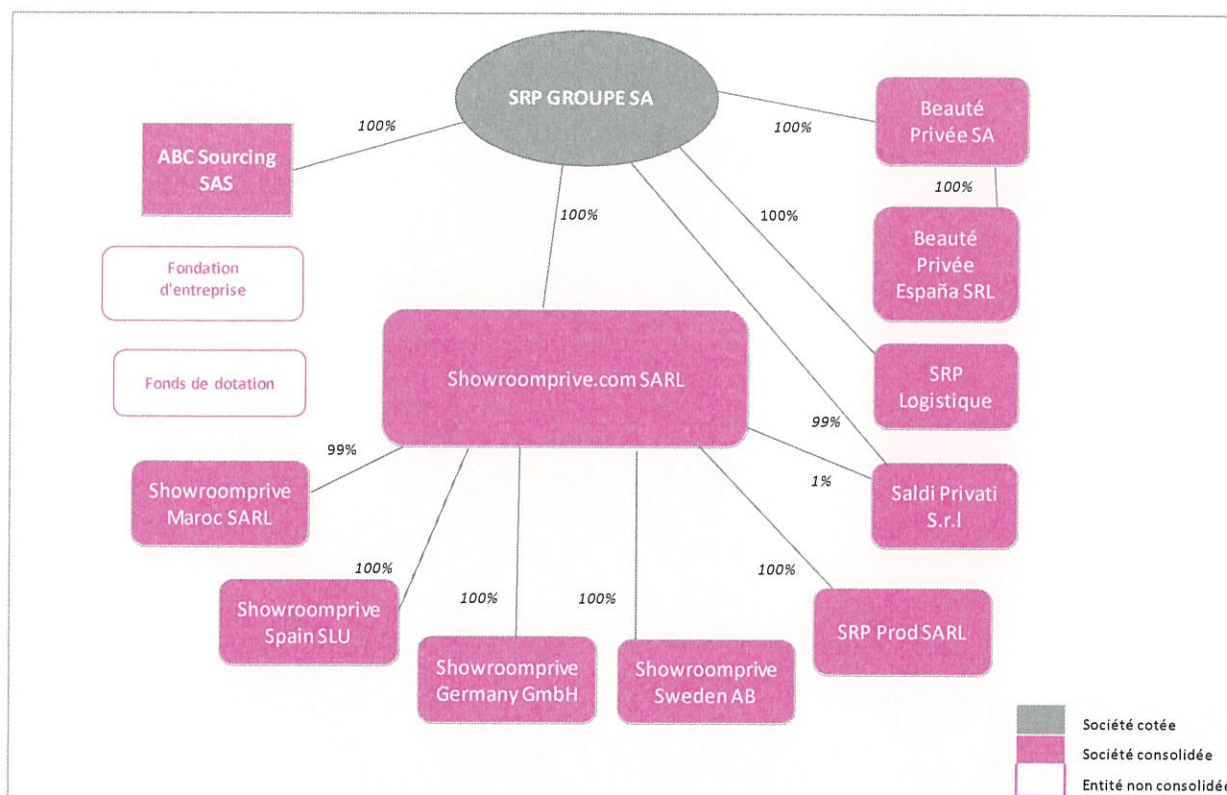 SRP GROUPE SA
100%
ABC Sourcing
SAS
100%
Beauté
Privée SA
100%
Beauté
Privée
España SRL
100%
100%
Fondation
d'entreprise
Fonds de dotation
Showroomprive.com SARL
SRP
Logistique
99%
1%
Saldi Privati
S.r.l
99%
Showroomprive
Maroc SARL
100%
Showroomprive
Spain SLU
100%
Showroomprive
Germany GmbH
100%
Showroomprive
Sweden AB
100%
SRP Prod SARL
Société cotée
Société consolidée
Entité non consolidée